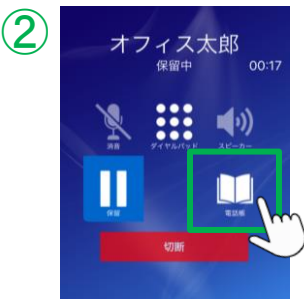 ②
オフィス太郎
保留中 00:17
消音 ダイヤルパッド スピーカー
保留 電話帳
切断